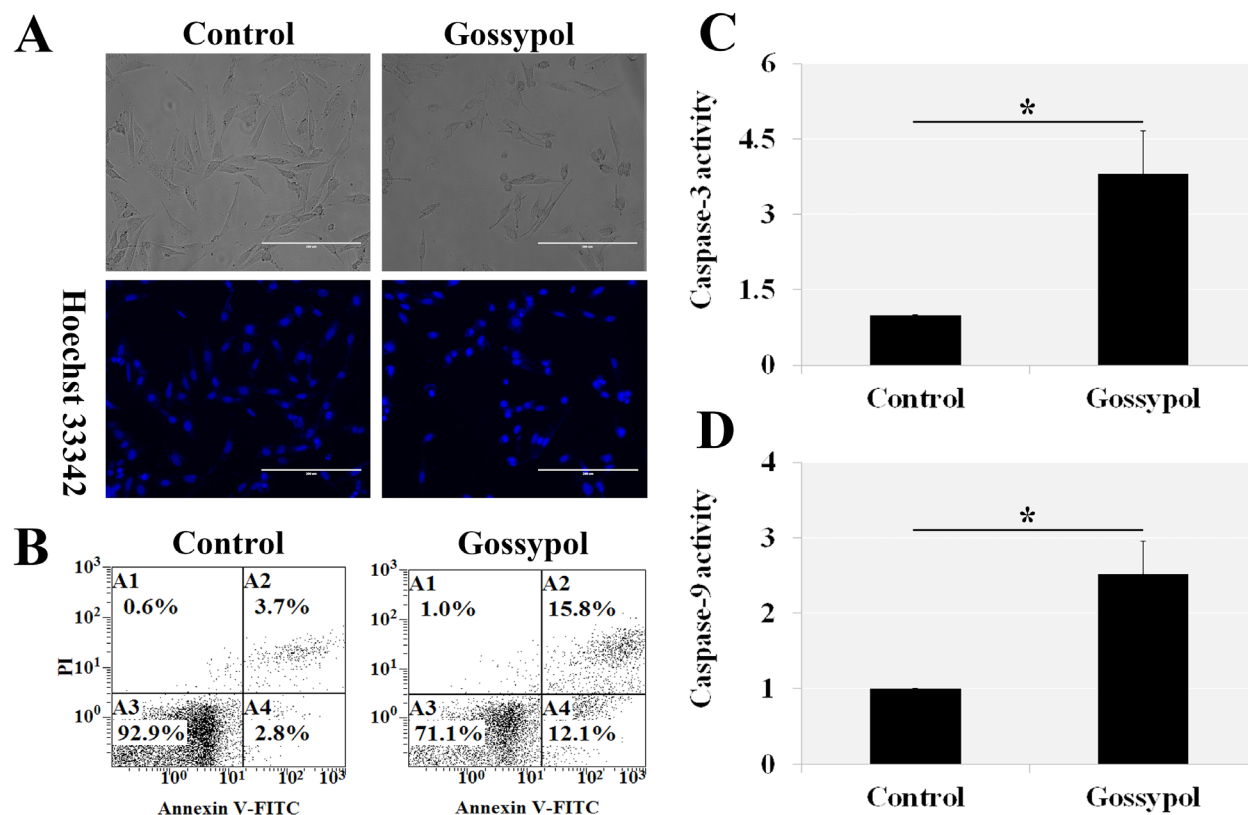 A
Control
Gossypol
Hoechst 33342
B
Control
Gossypol
PI
10³
10²
10¹
10⁰
A1
0.6%
A2
3.7%
A3
92.9%
A4
2.8%
10⁰
10¹
10²
10³
Annexin V-FITC
10³
10²
10¹
10⁰
A1
1.0%
A2
15.8%
A3
71.1%
A4
12.1%
10⁰
10¹
10²
10³
Annexin V-FITC
C
Caspase-3 activity
6
4.5
3
1.5
0
*
Control
Gossypol
D
Caspase-9 activity
4
3
2
1
0
*
Control
Gossypol